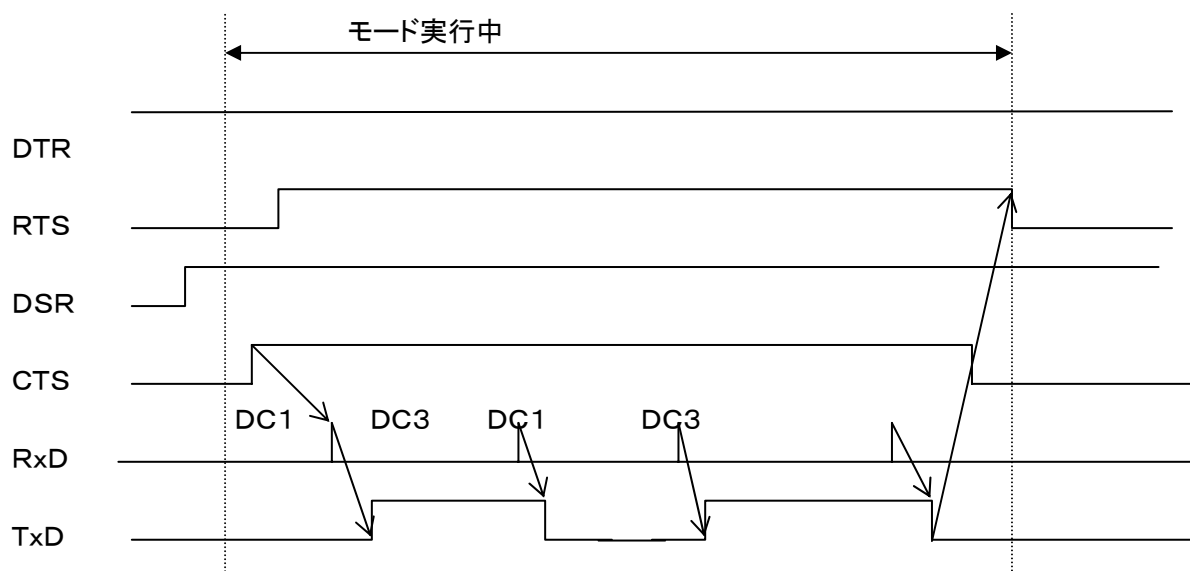 モード実行中
DTR
RTS
DSR
CTS
DC1 DC3 DC1 DC3
RxD
TxD